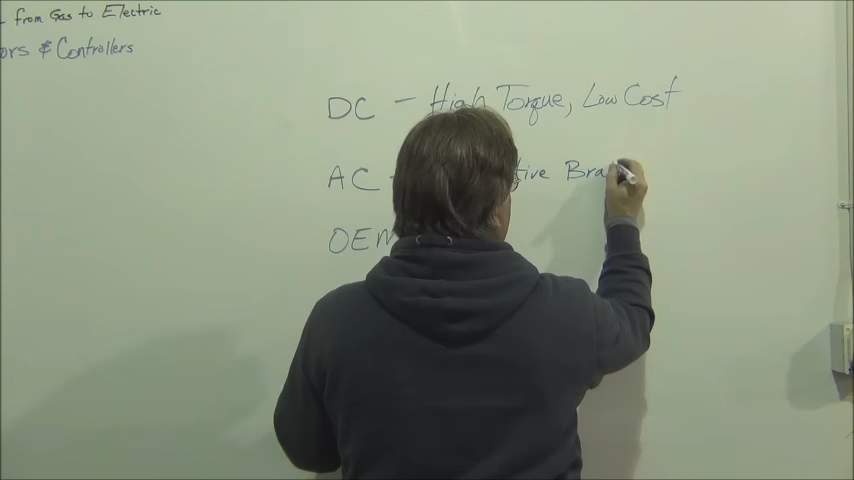 - from Gas to Electric
ors & Controllers
DC - High Torque, Low Cost
AC - tive Bra
OEM